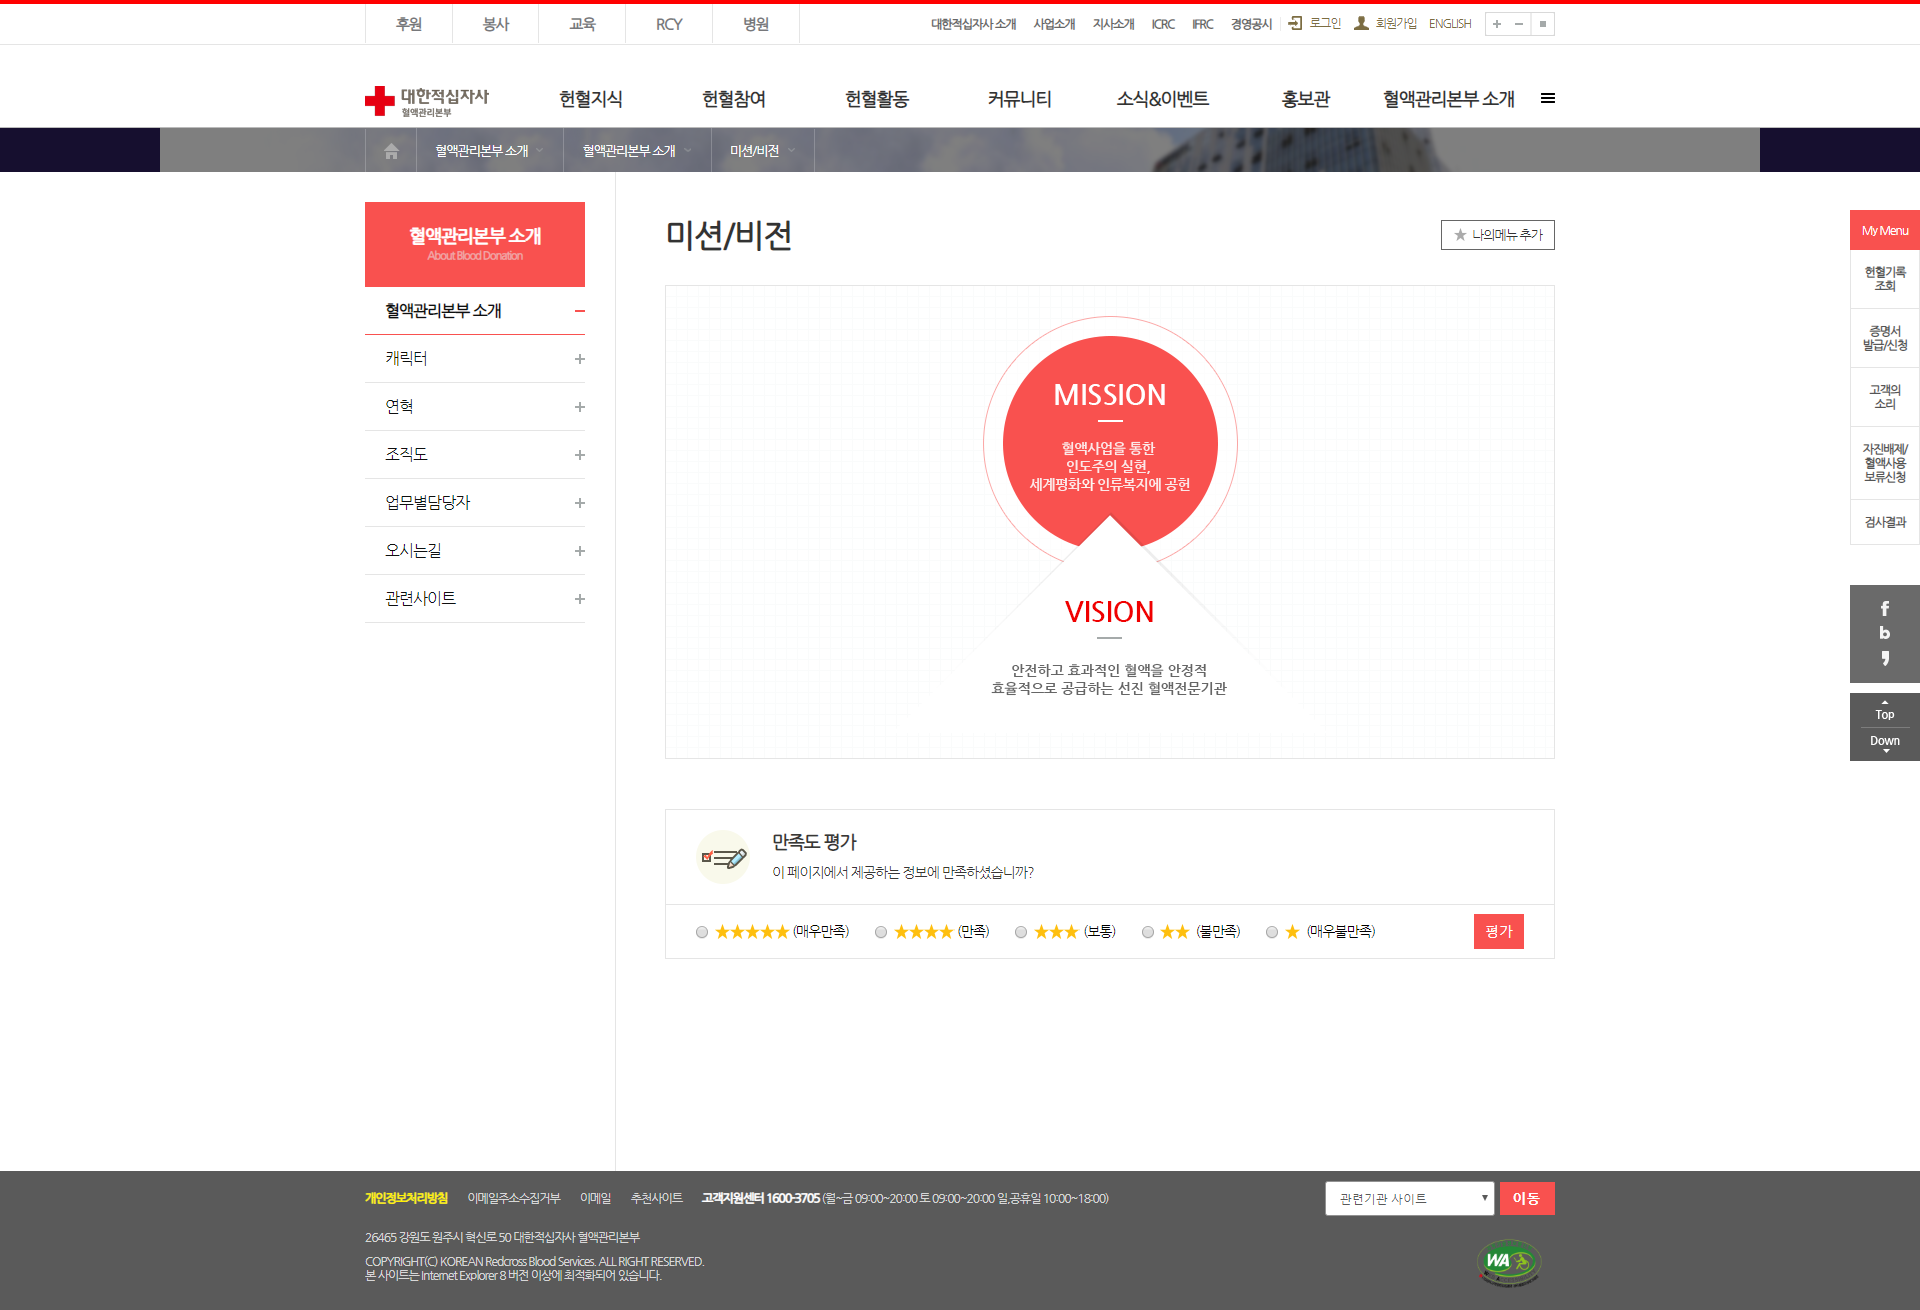 후원
봉사
교육
RCY
병원
대한적십자사 소개
사업소개
지사소개
ICRC
IFRC
경영공시
로그인
회원가입
ENGLISH
대한적십자사
혈액관리본부
헌혈지식
헌혈참여
헌혈활동
커뮤니티
소식&이벤트
홍보관
혈액관리본부 소개
혈액관리본부 소개
혈액관리본부 소개
미션/비전
혈액관리본부 소개
About Blood Donation
혈액관리본부 소개
캐릭터
연혁
조직도
업무별담당자
오시는길
관련사이트
미션/비전
★ 나의메뉴 추가
MISSION
혈액사업을 통한
인도주의 실현,
세계평화와 인류복지에 공헌
VISION
안전하고 효과적인 혈액을 안정적
효율적으로 공급하는 선진 혈액전문기관
만족도 평가
이 페이지에서 제공하는 정보에 만족하셨습니까?
★★★★★ (매우만족)
★★★★ (만족)
★★★ (보통)
★★ (불만족)
★ (매우불만족)
평가
My Menu
헌혈기록
조회
증명서
발급/신청
고객의
소리
자진배제/
혈액사용
보류신청
검사결과
Top
Down
개인정보처리방침
이메일주소수집거부
이메일
추천사이트
고객지원센터 1600-3705 (월~금 09:00~20:00 토 09:00~20:00 일,공휴일 10:00~18:00)
관련기관 사이트
이동
26465 강원도 원주시 혁신로 50 대한적십자사 혈액관리본부
COPYRIGHT(C) KOREAN Redcross Blood Services. ALL RIGHT RESERVED.
본 사이트는 Internet Explorer 8 버전 이상에 최적화되어 있습니다.
WA